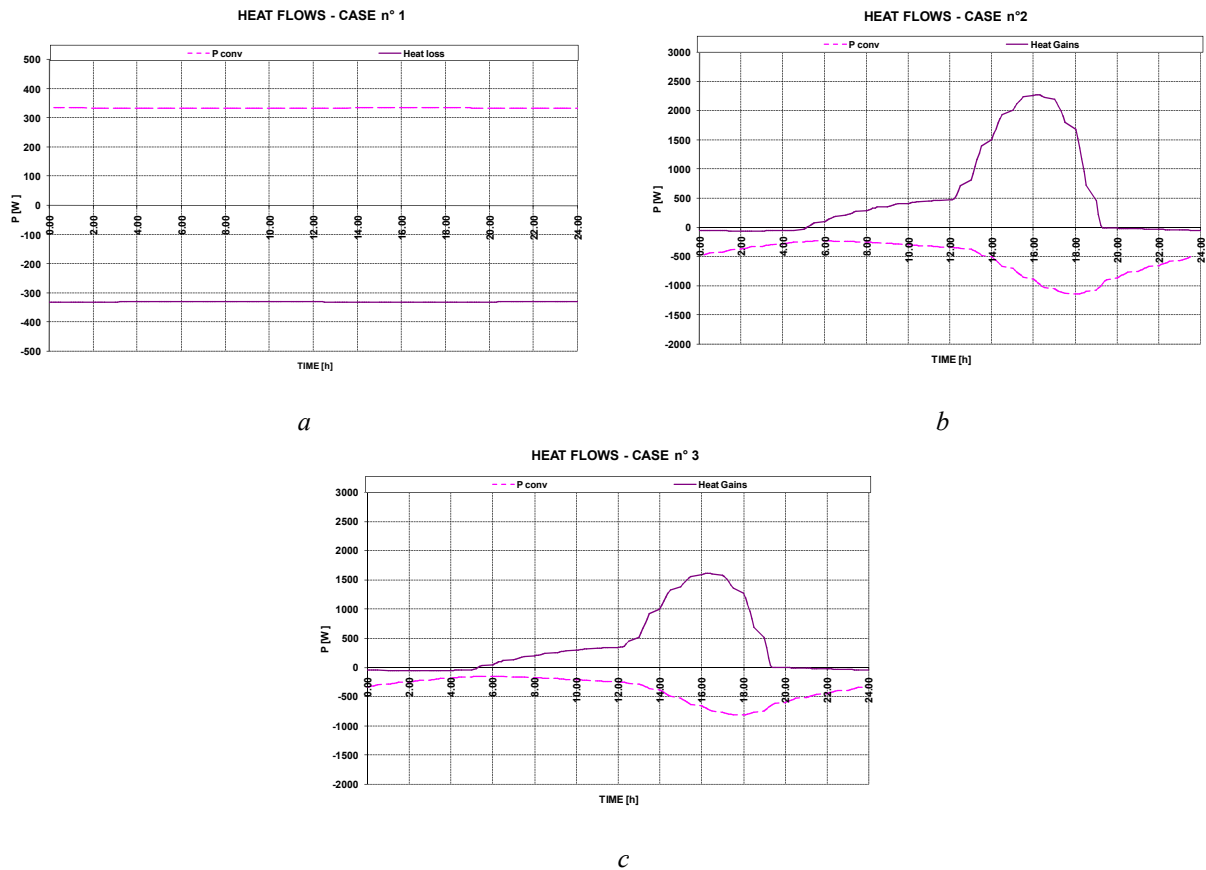 HEAT FLOWS - CASE n° 1
P conv Heat loss
500
400
300
200
100
0
-100
-200
-300
-400
-500
P [W ]
0.00 2.00 4.00 6.00 8.00 10.00 12.00 14.00 16.00 18.00 20.00 22.00 24.00
TIME [h]
a
HEAT FLOWS - CASE n°2
P conv Heat Gains
3000
2500
2000
1500
1000
500
0
-500
-1000
-1500
-2000
P [W ]
0.00 2.00 4.00 6.00 8.00 10.00 12.00 14.00 16.00 18.00 20.00 22.00 24.00
TIME [h]
b
HEAT FLOWS - CASE n° 3
P conv Heat Gains
3000
2500
2000
1500
1000
500
0
-500
-1000
-1500
-2000
P [W ]
0.00 2.00 4.00 6.00 8.00 10.00 12.00 14.00 16.00 18.00 20.00 22.00 24.00
TIME [h]
c